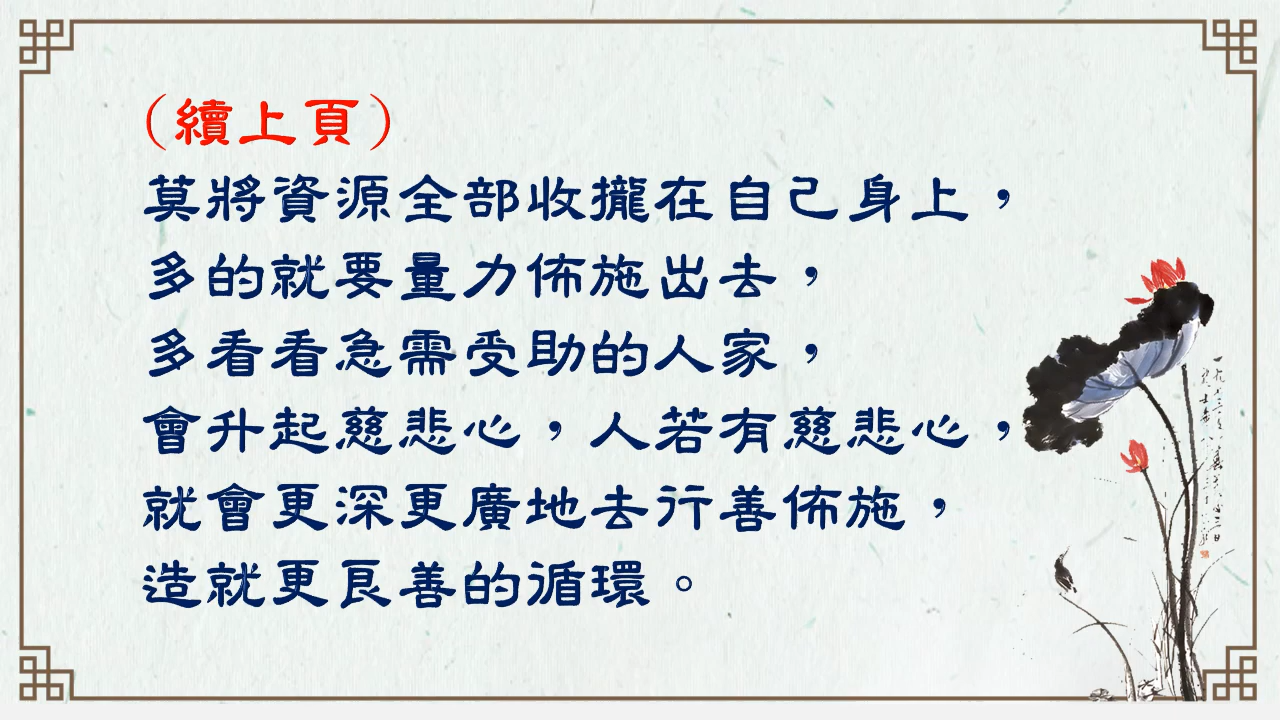 (續上頁)
莫將資源全部收攏在自己身上，
多的就要量力佈施出去，
多看看急需受助的人家，
會升起慈悲心，人若有慈悲心，
就會更深更廣地去行善佈施，
造就更良善的循環。